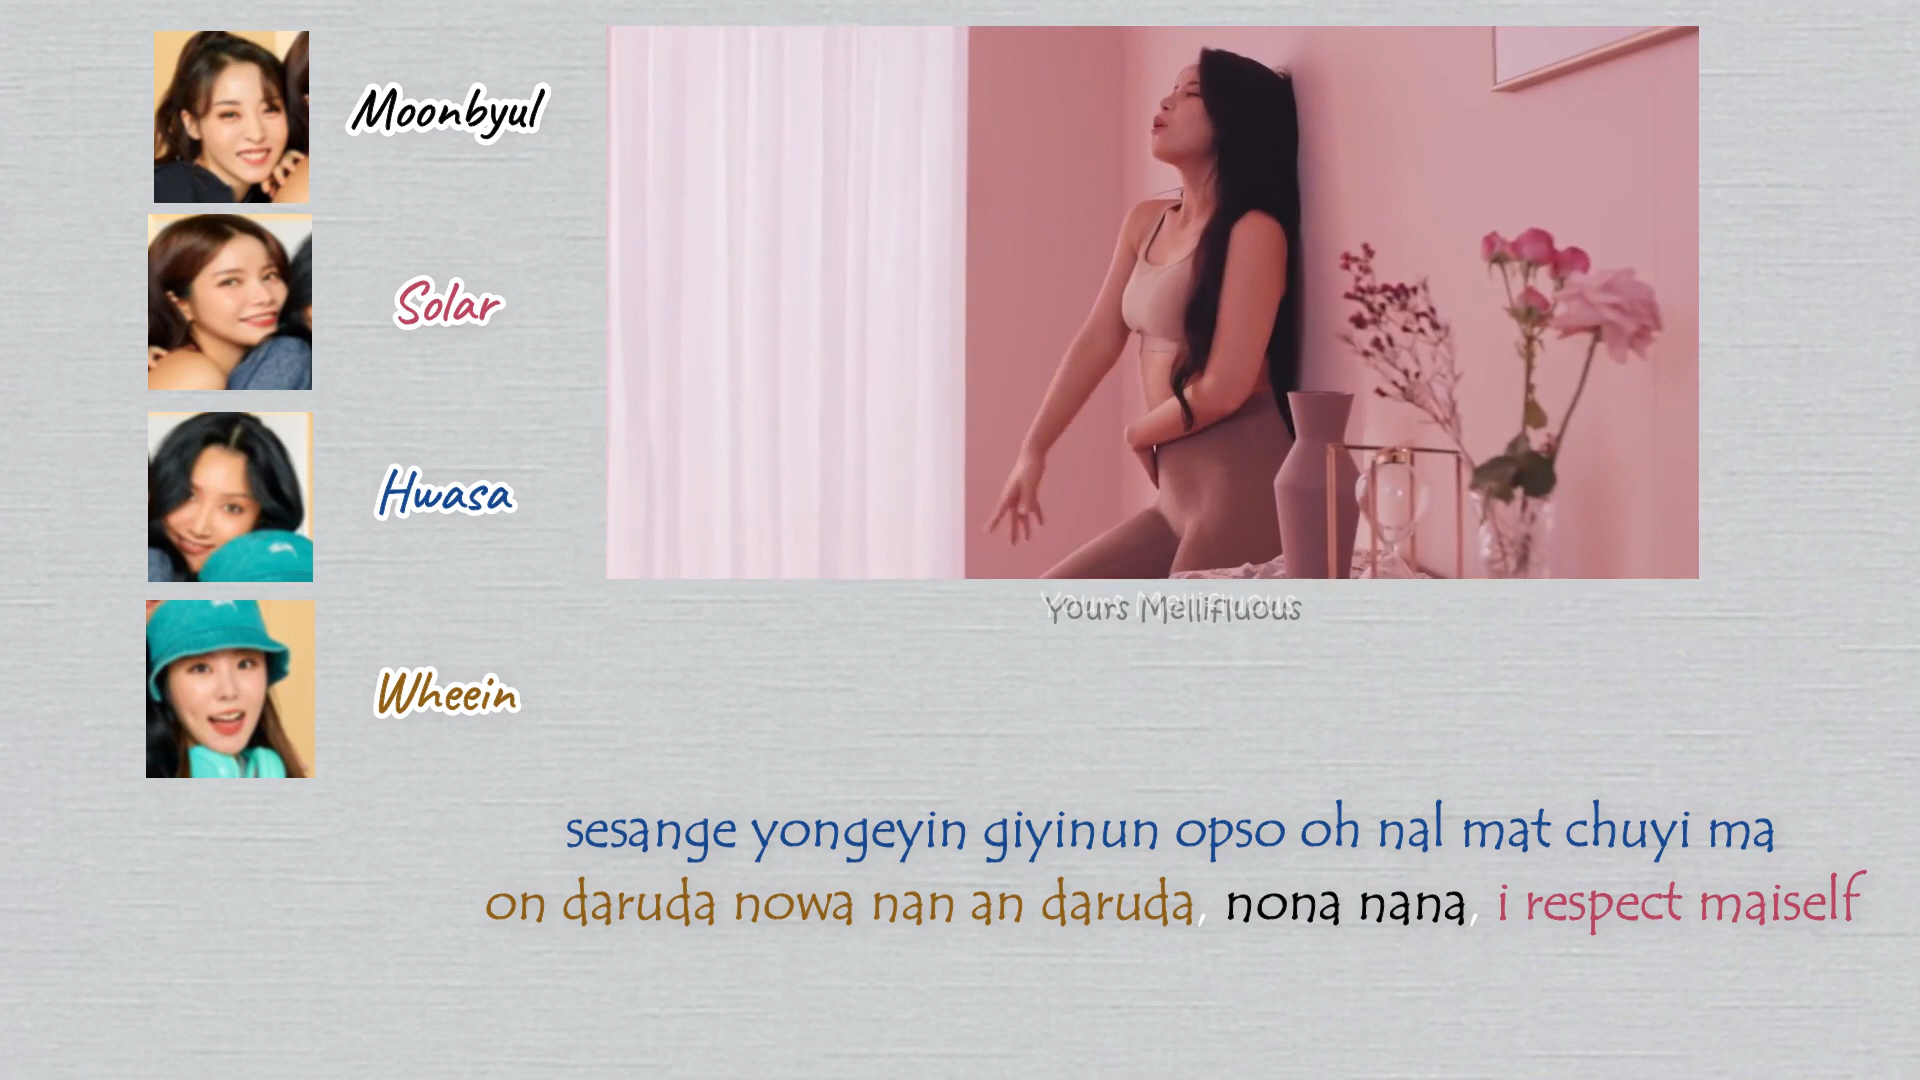 Moonbyul
Solar
Hwasa
Wheein
Yours Mellifluous
sesange yongeyin giyinun opso oh nal mat chuyi ma
on daruda nowa nan an daruda, nona nana, i respect maiself